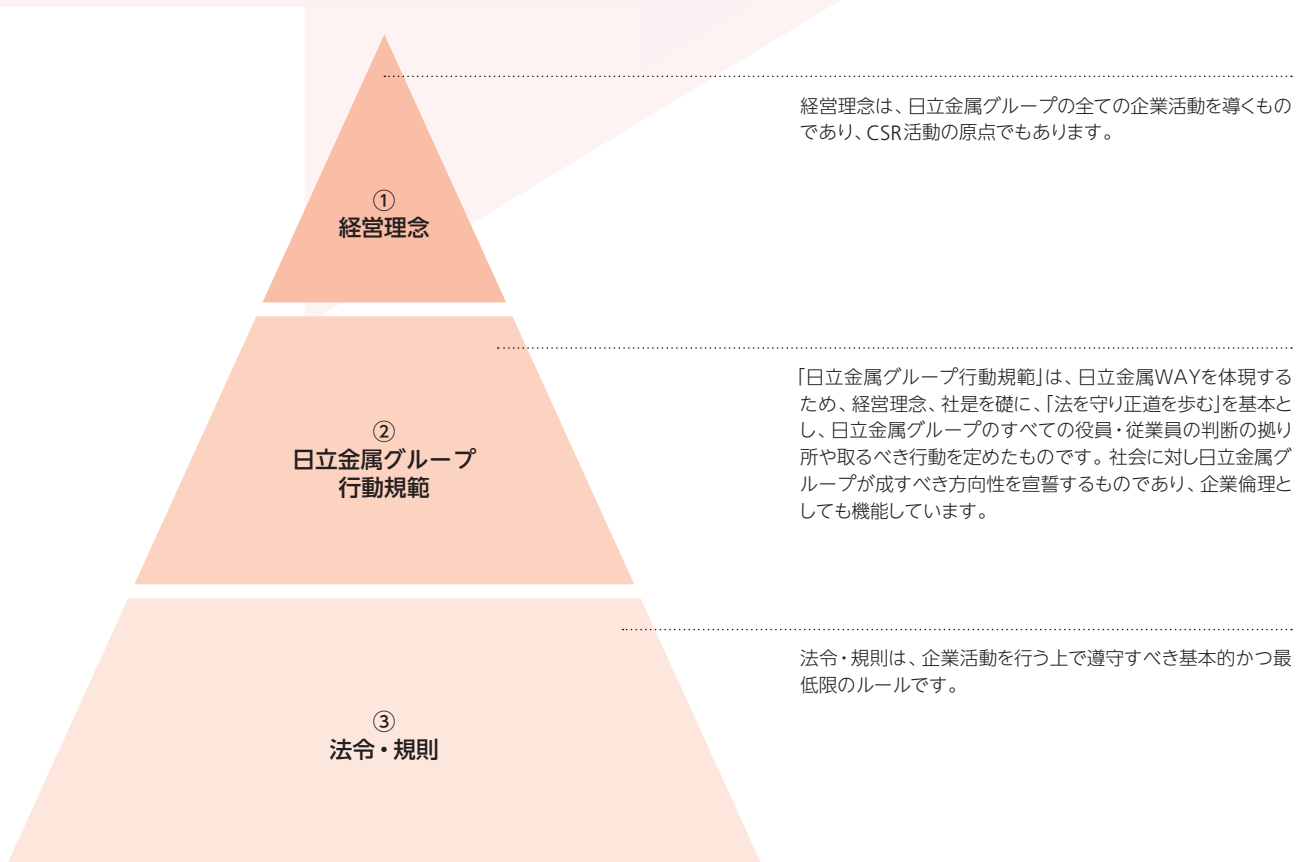 ①
経営理念
経営理念は、日立金属グループの全ての企業活動を導くもの
であり、CSR活動の原点でもあります。
②
日立金属グループ
行動規範
「日立金属グループ行動規範」は、日立金属WAYを体現する
ため、経営理念、社是を礎に、「法を守り正道を歩む」を基本と
し、日立金属グループのすべての役員・従業員の判断の拠り
所や取るべき行動を定めたものです。社会に対し日立金属グ
ループが成すべき方向性を宣誓するものであり、企業倫理と
しても機能しています。
③
法令・規則
法令・規則は、企業活動を行う上で遵守すべき基本的かつ最
低限のルールです。